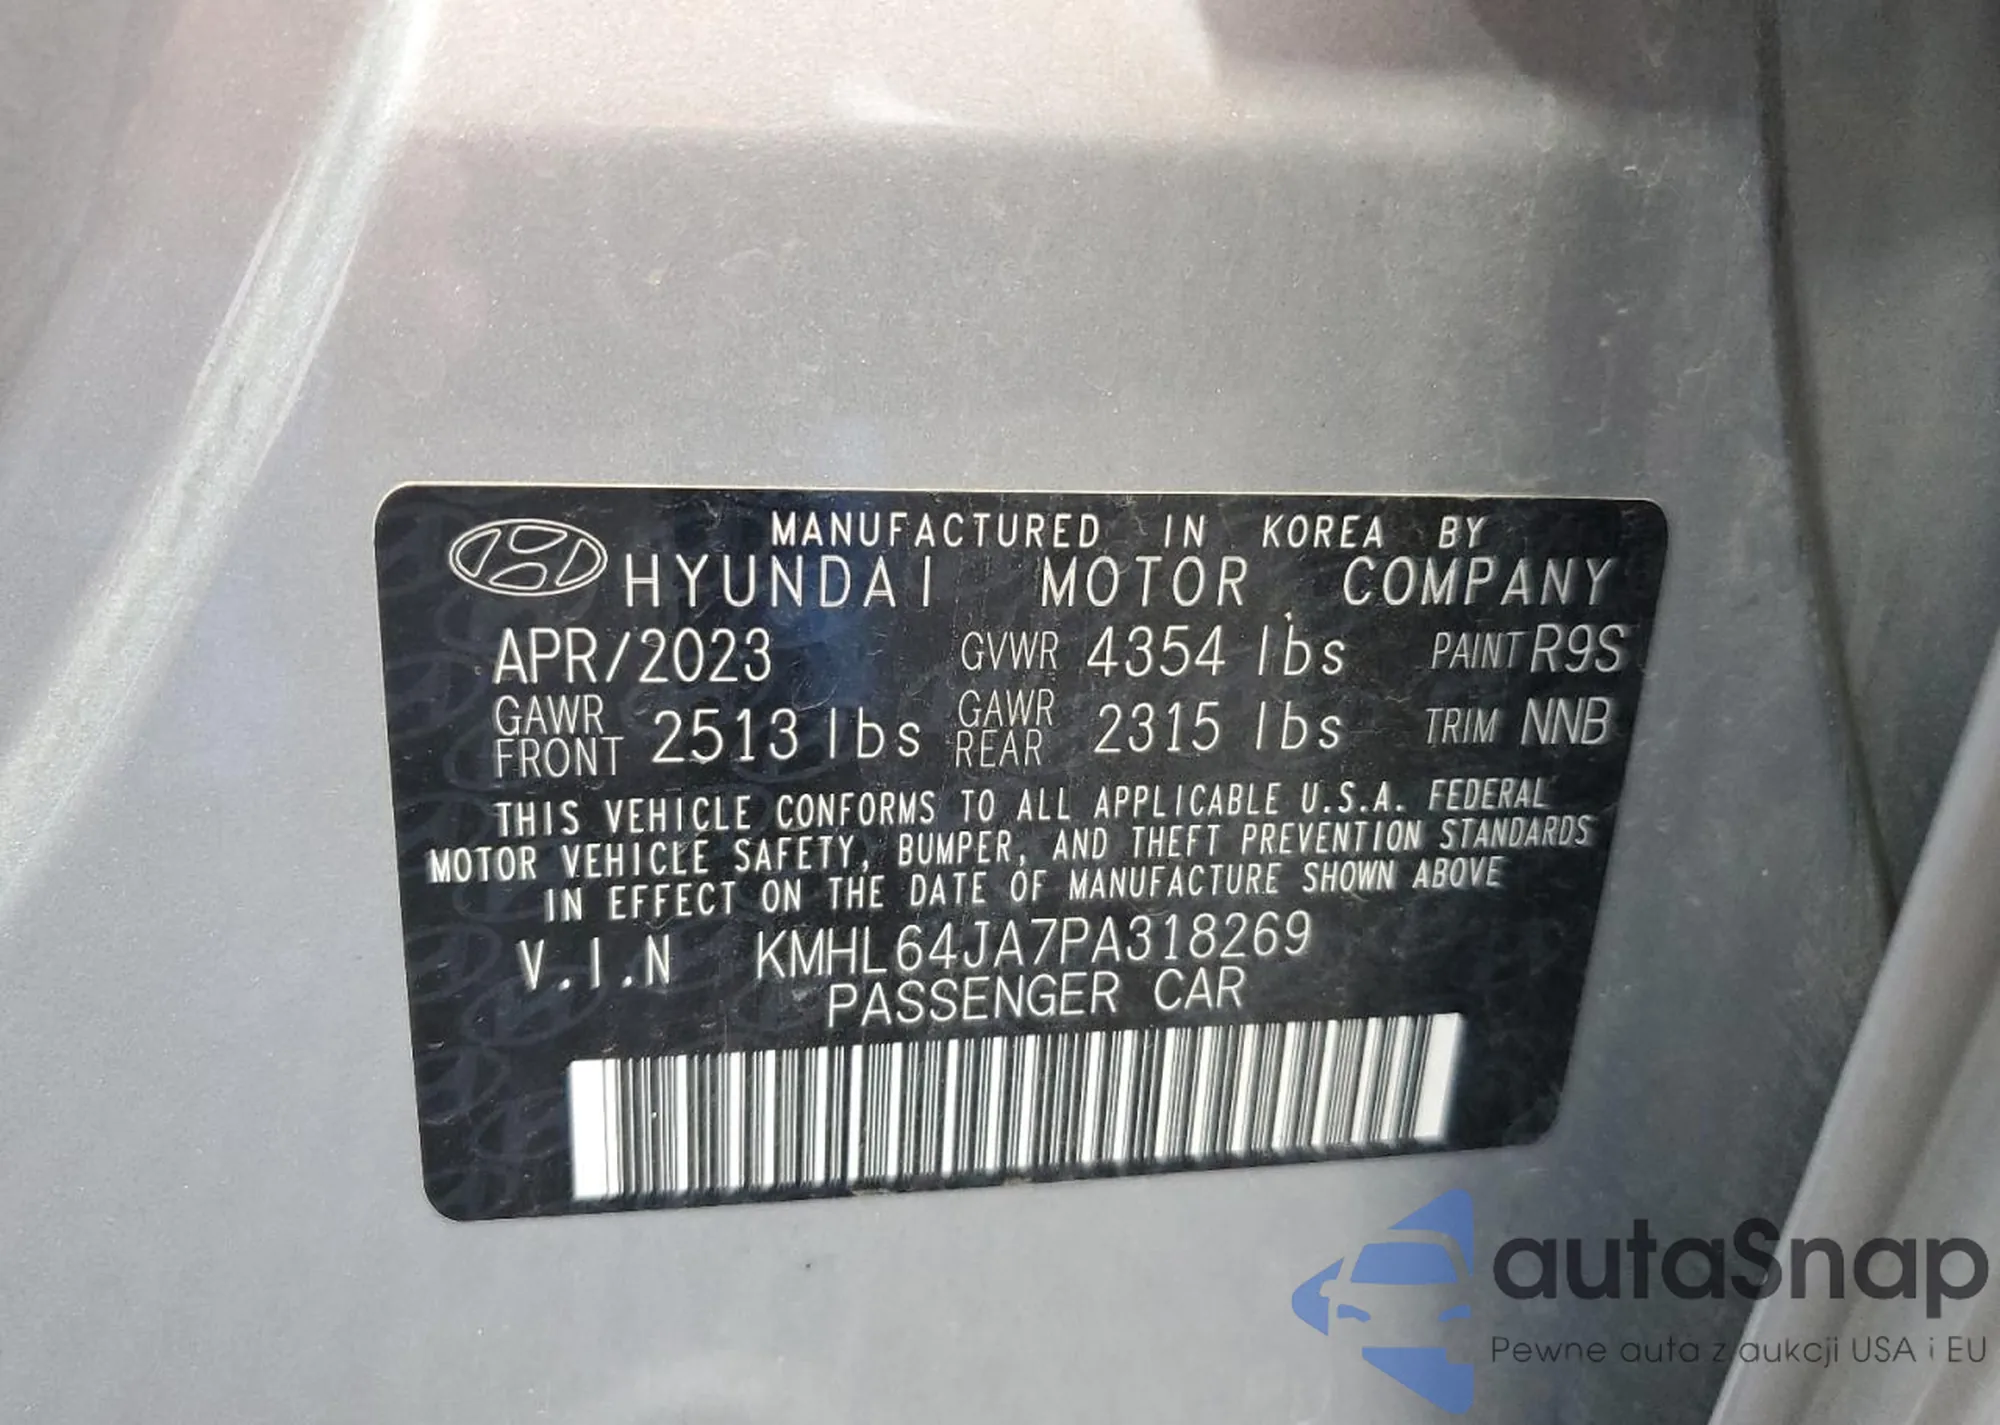 MANUFACTURED IN KOREA BY
HYUNDAI MOTOR COMPANY
APR/2023 GVWR 4354 lbs PAINT R9S
GAWR FRONT 2513 lbs GAWR REAR 2315 lbs TRIM NNB
THIS VEHICLE CONFORMS TO ALL APPLICABLE U.S.A. FEDERAL
MOTOR VEHICLE SAFETY, BUMPER, AND THEFT PREVENTION STANDARDS
IN EFFECT ON THE DATE OF MANUFACTURE SHOWN ABOVE
V.I.N KMHL64JA7PA318269
PASSENGER CAR
autaSnap
Pewne auta z aukcji USA i EU